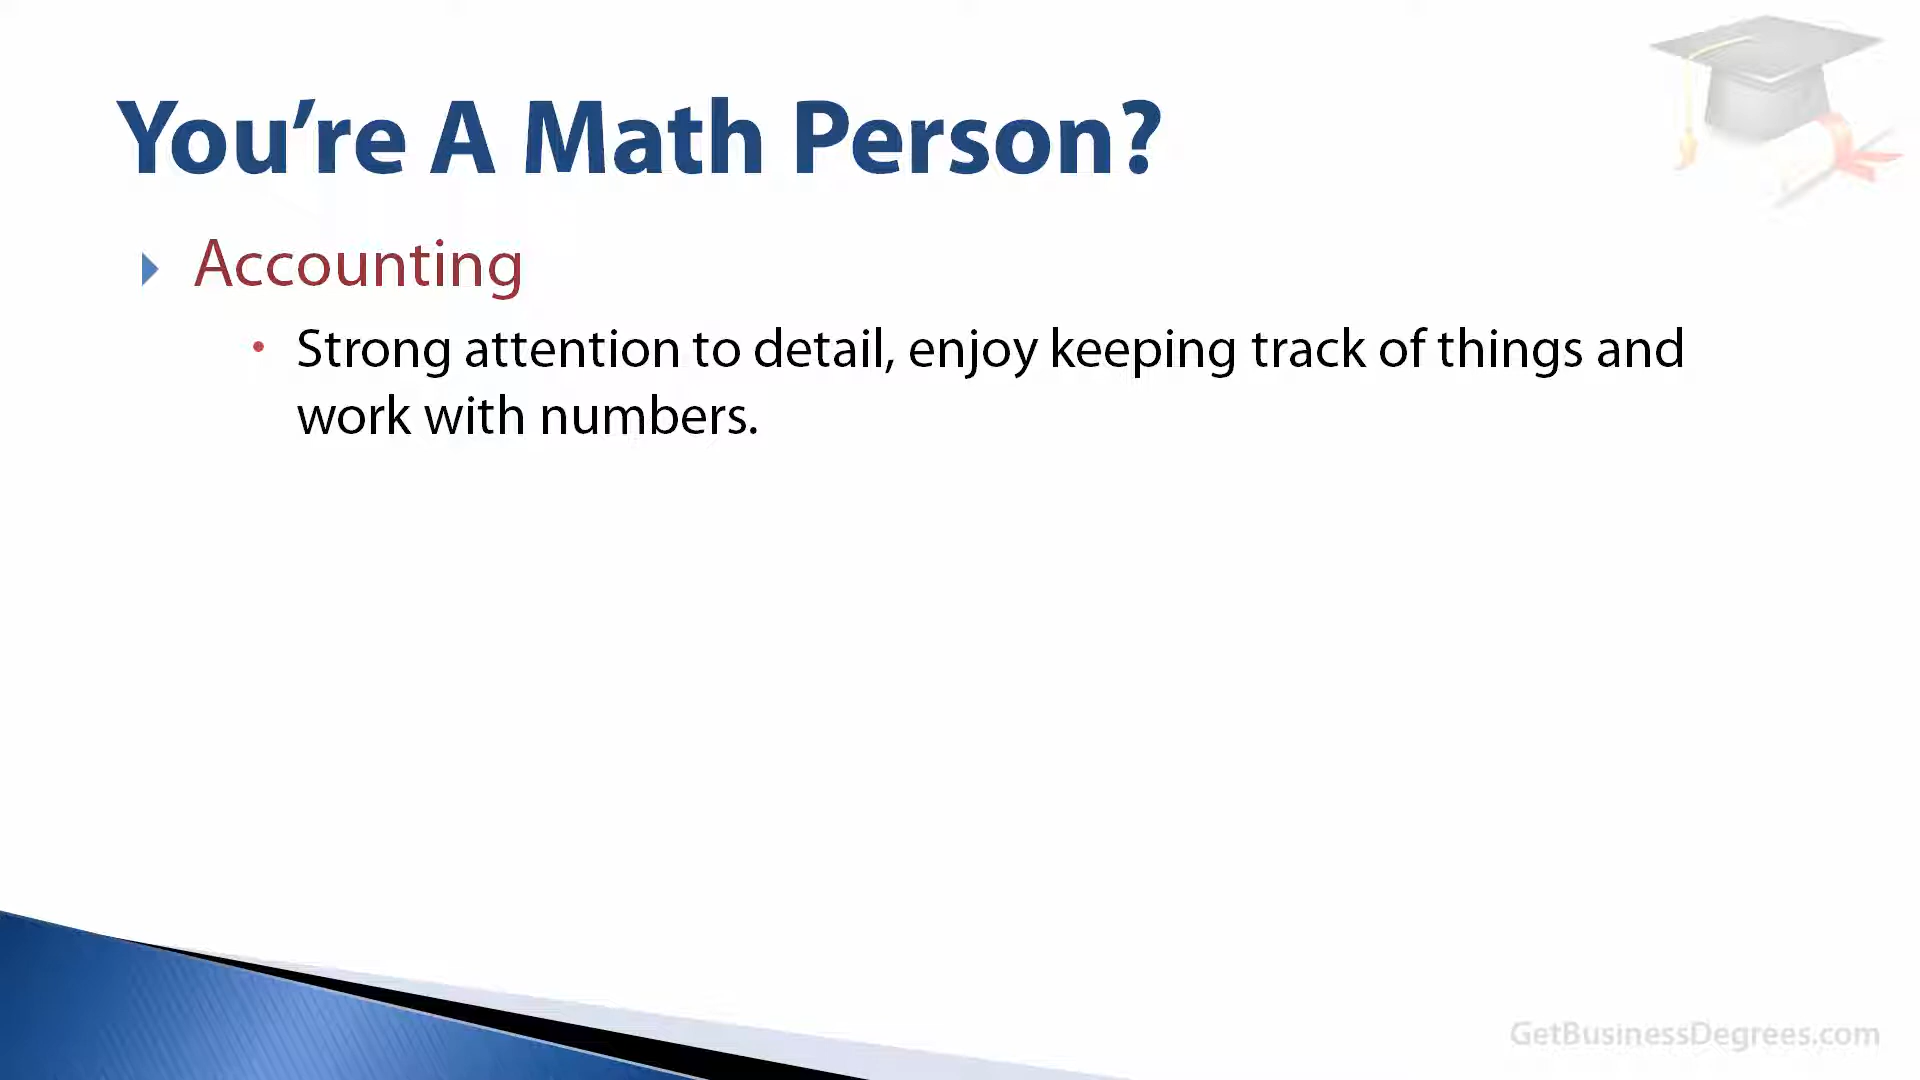 You’re A Math Person?
Accounting
Strong attention to detail, enjoy keeping track of things and
work with numbers.
GetBusinessDegrees.com